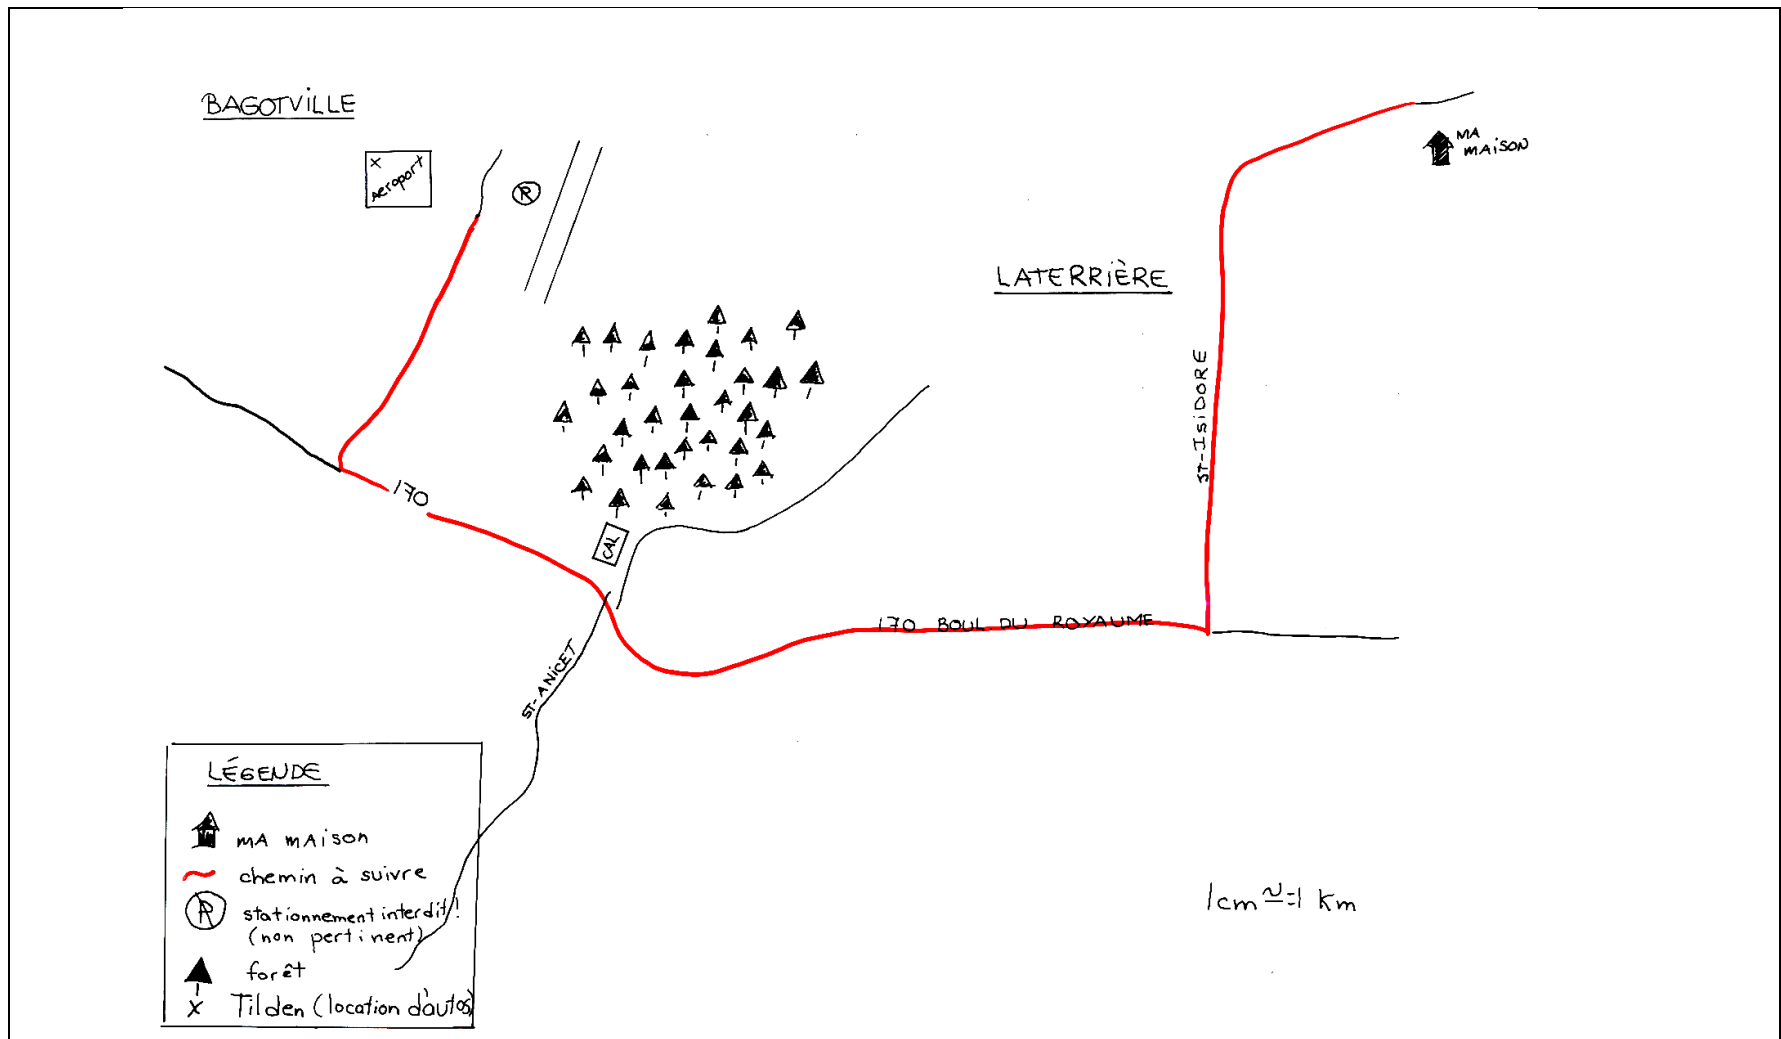 BAGOTVILLE
x
Aeroport
P
MA
MAISON
LATERRIÈRE
ST-ISIDORE
170
CAL
170 BOUL DU ROYAUME
ST-ANICET
LÉGENDE
MA MAISON
chemin à suivre
P stationnement interdit!
(non pertinent)
forêt
x Tilden (location d'autos)
1cm ≃1 km